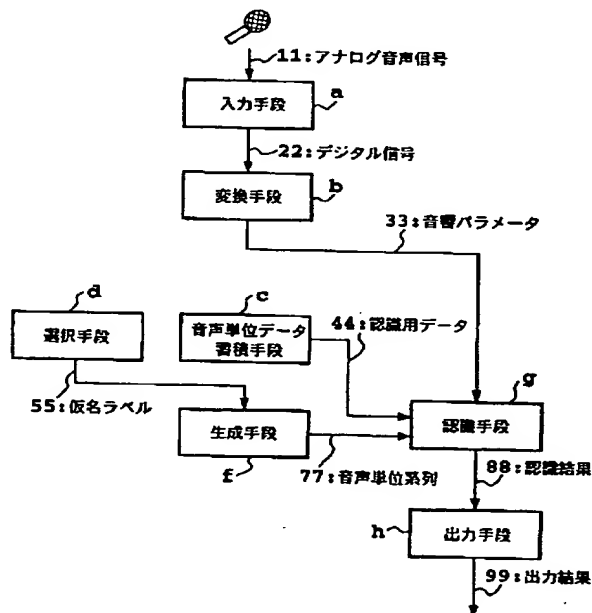 11:アナログ音声信号
a
入力手段
22:デジタル信号
b
変換手段
33:音響パラメータ
d
選択手段
c
音声単位データ
蓄積手段
44:認識用データ
g
認識手段
55:仮名ラベル
生成手段
f
77:音声単位系列
88:認識結果
h
出力手段
99:出力結果